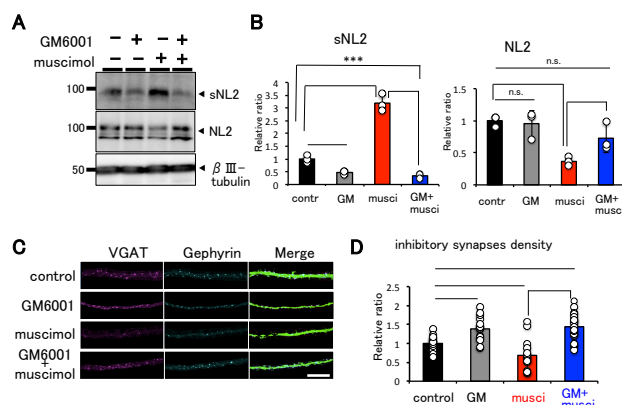 A
GM6001
− + − +
muscimol
− − + +
100
sNL2
100
NL2
50
βⅢ-
tubulin
B
sNL2
***
Relative ratio
4
3.5
3
2.5
2
1.5
1
0.5
0
contr
GM
musci
GM+
musci
NL2
n.s.
n.s.
Relative ratio
1.5
1
0.5
0
contr
GM
musci
GM+
musci
C
VGAT
Gephyrin
Merge
control
GM6001
muscimol
GM6001
+
muscimol
D
inhibitory synapses density
Relative ratio
2.5
2
1.5
1
0.5
0
control
GM
musci
GM+
musci